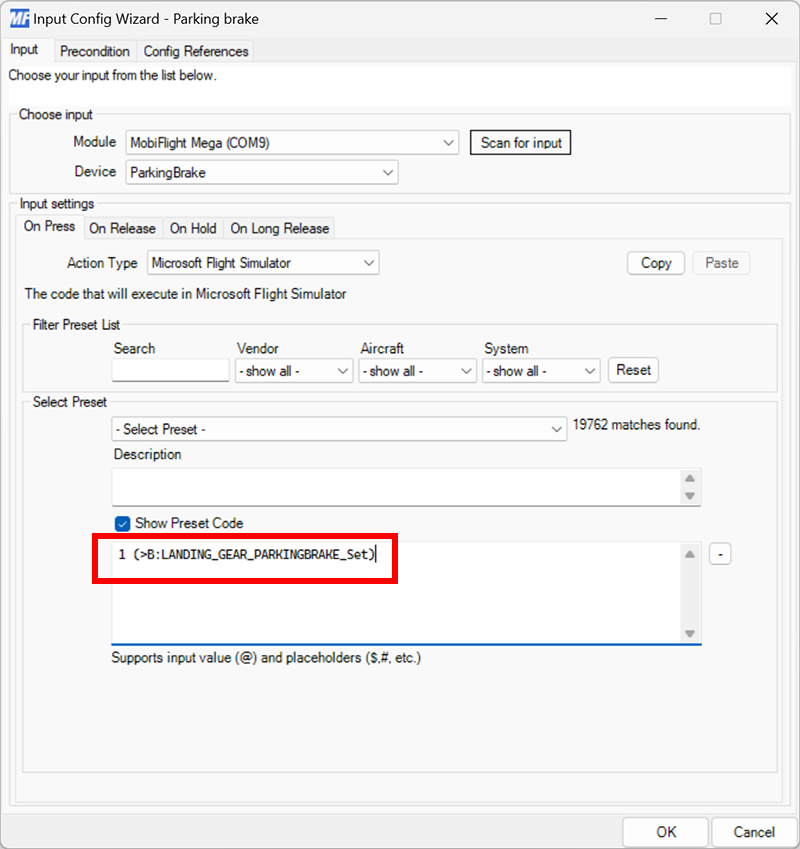 MF Input Config Wizard - Parking brake
Input Precondition Config References
Choose your input from the list below.
Choose input
Module MobiFlight Mega (COM9) Scan for input
Device ParkingBrake
Input settings
On Press On Release On Hold On Long Release
Action Type Microsoft Flight Simulator Copy Paste
The code that will execute in Microsoft Flight Simulator
Filter Preset List
Search Vendor Aircraft System
- show all - - show all - - show all - Reset
Select Preset
- Select Preset - 19762 matches found.
Description
Show Preset Code
1 (>B:LANDING_GEAR_PARKINGBRAKE_Set) -
Supports input value (@) and placeholders ($,#, etc.)
OK Cancel